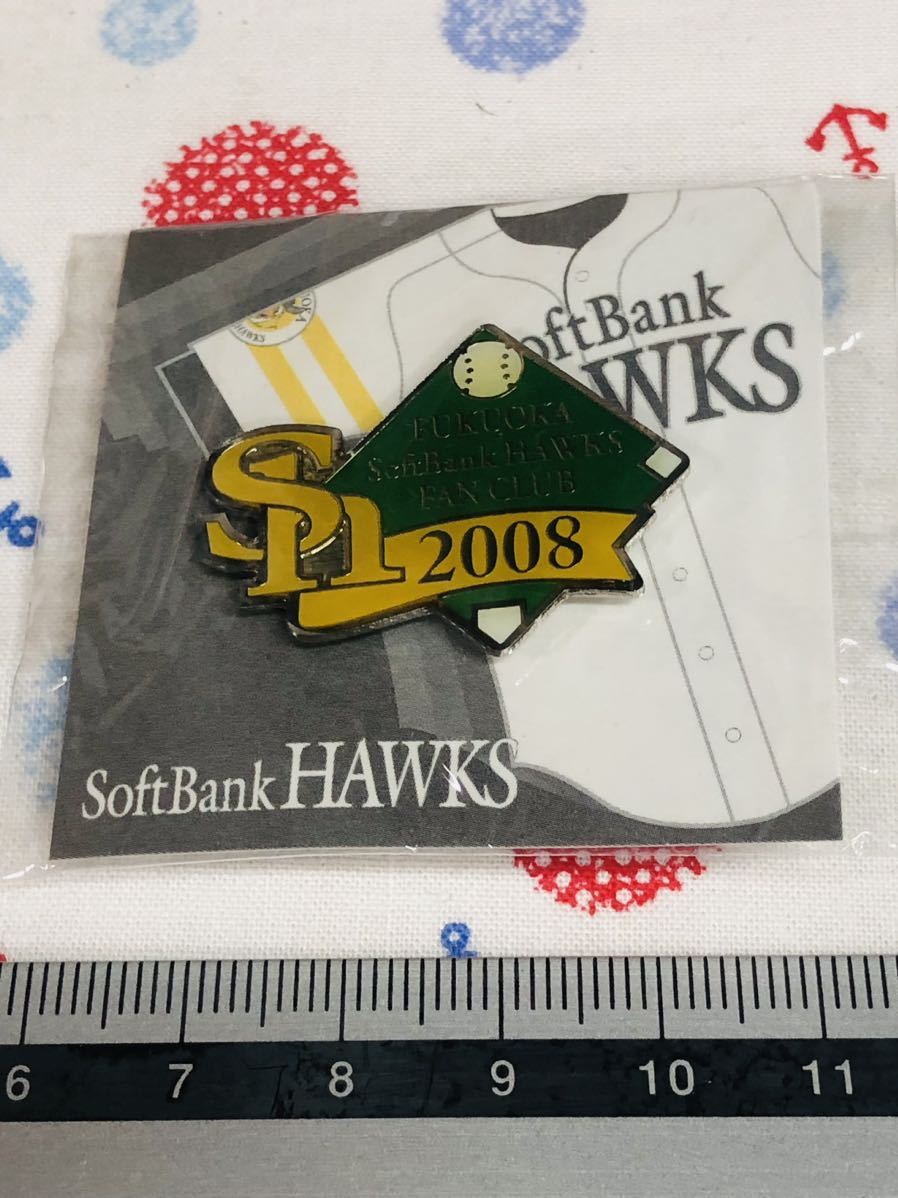 SoftBank
HAWKS
FUKUOKA
SoftBank HAWKS
FAN CLUB
Sh
2008
SoftBank HAWKS
6 7 8 9 10 11